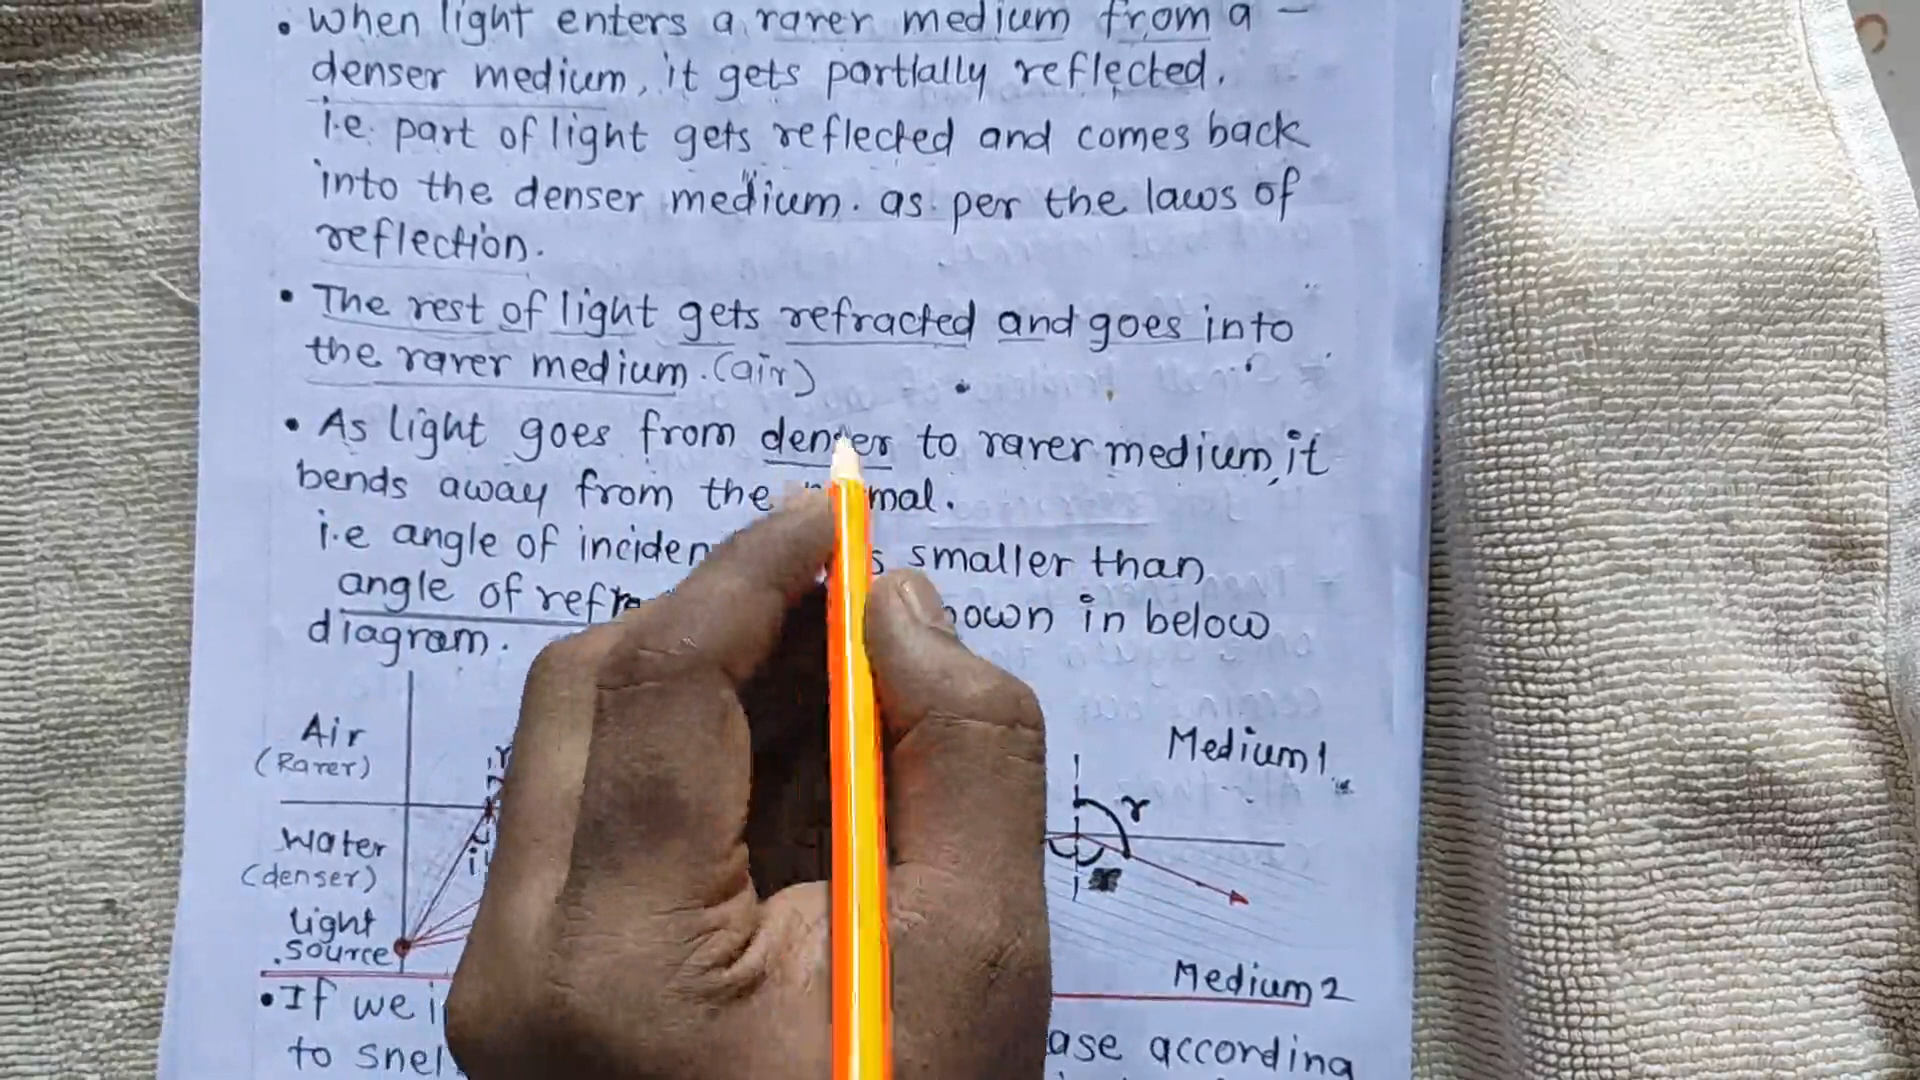 • When light enters a rarer medium from a –
denser medium, it gets partially reflected.
i.e. part of light gets reflected and comes back
into the denser medium. as per the laws of
reflection.
• The rest of light gets refracted and goes into
the rarer medium. (air)
• As light goes from denser to rarer medium, it
bends away from the mal.
i.e angle of inciden s smaller than
angle of refr own in below
diagram.
Air
(Rarer)
r
Medium 1
r
Water
(denser)
i
light
source
Medium 2
• If we i
ase according
to snel